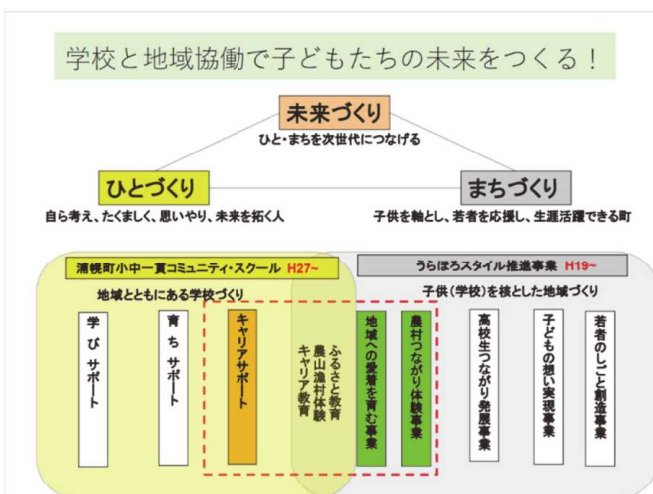 学校と地域協働で子どもたちの未来をつくる！
未来づくり
ひと・まちを次世代につなげる
ひとづくり
自ら考え、たくましく、思いやり、未来を拓く人
まちづくり
子供を軸とし、若者を応援し、生涯活躍できる町
浦幌町小中一貫コミュニティ・スクール H27~
地域とともにある学校づくり
学びサポート
育ちサポート
キャリアサポート
うらほろスタイル推進事業 H19~
子供（学校）を核とした地域づくり
ふるさと教育
農山漁村体験
キャリア教育
地域への愛着を育む事業
農村つながり体験事業
高校生つながり発展事業
子どもの想い実現事業
若者のしごと創造事業